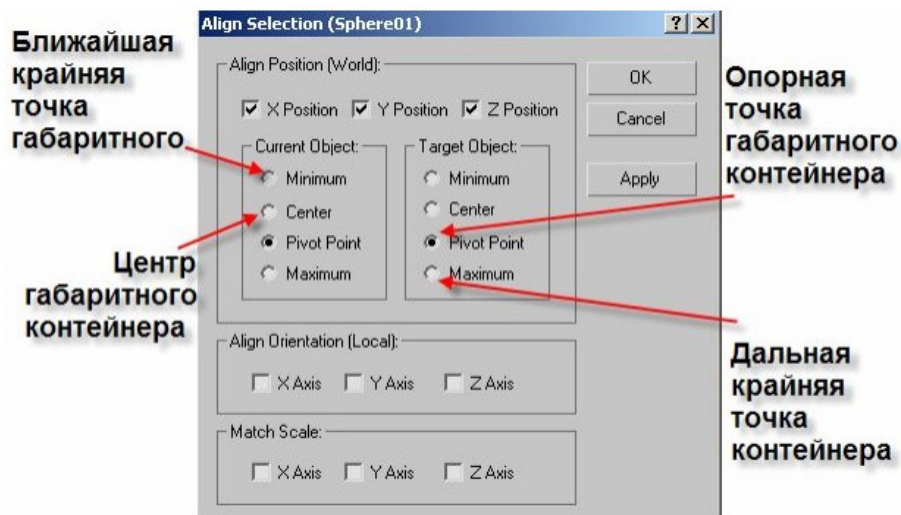 Align Selection (Sphere01)
Ближайшая
крайняя
точка
габаритного
Центр
габаритного
контейнера
Align Position (World):
X Position Y Position Z Position
Current Object:
Minimum
Center
Pivot Point
Maximum
Target Object:
Minimum
Center
Pivot Point
Maximum
Align Orientation (Local):
X Axis Y Axis Z Axis
Match Scale:
X Axis Y Axis Z Axis
OK
Cancel
Apply
Опорная
точка
габаритного
контейнера
Дальная
крайняя
точка
контейнера